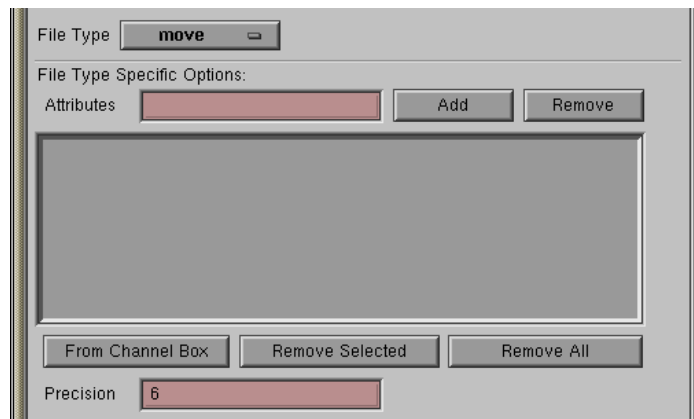 File Type move
File Type Specific Options:
Attributes Add Remove
From Channel Box Remove Selected Remove All
Precision 6